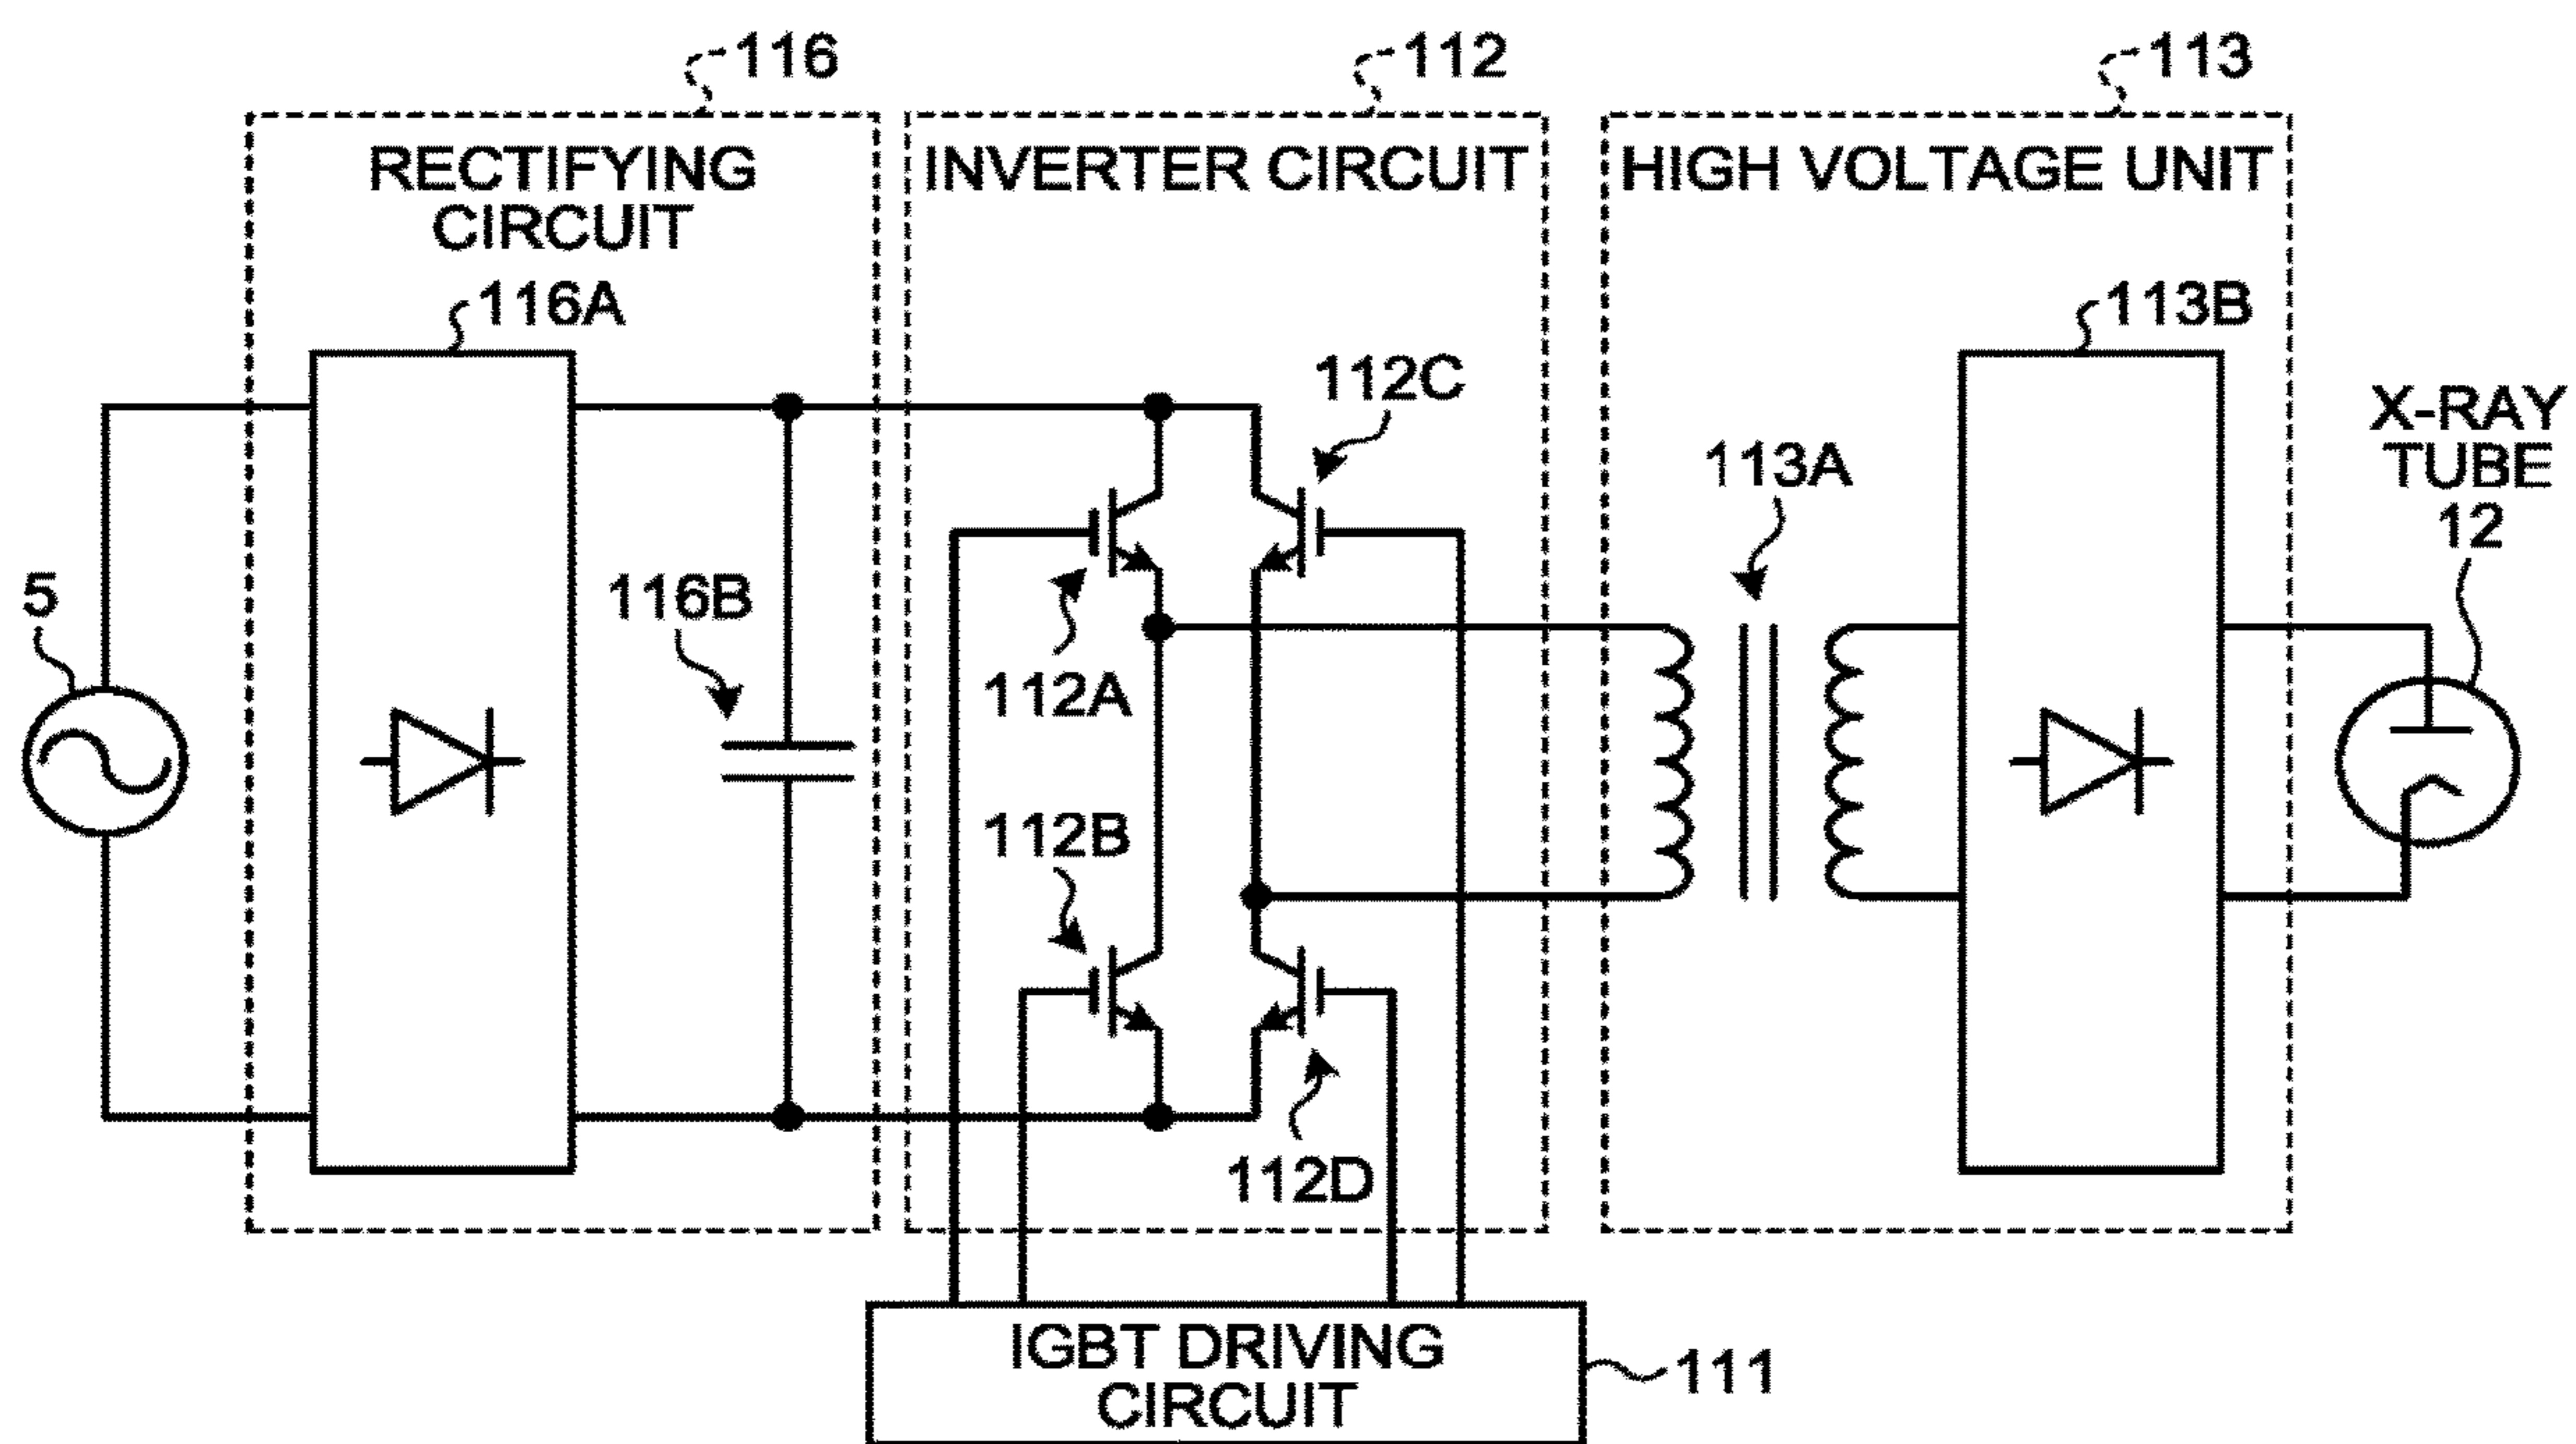 116
112
113
RECTIFYING
CIRCUIT
INVERTER CIRCUIT
HIGH VOLTAGE UNIT
116A
113B
112C
X-RAY
TUBE
12
113A
5
116B
112A
112B
112D
IGBT DRIVING
CIRCUIT
111